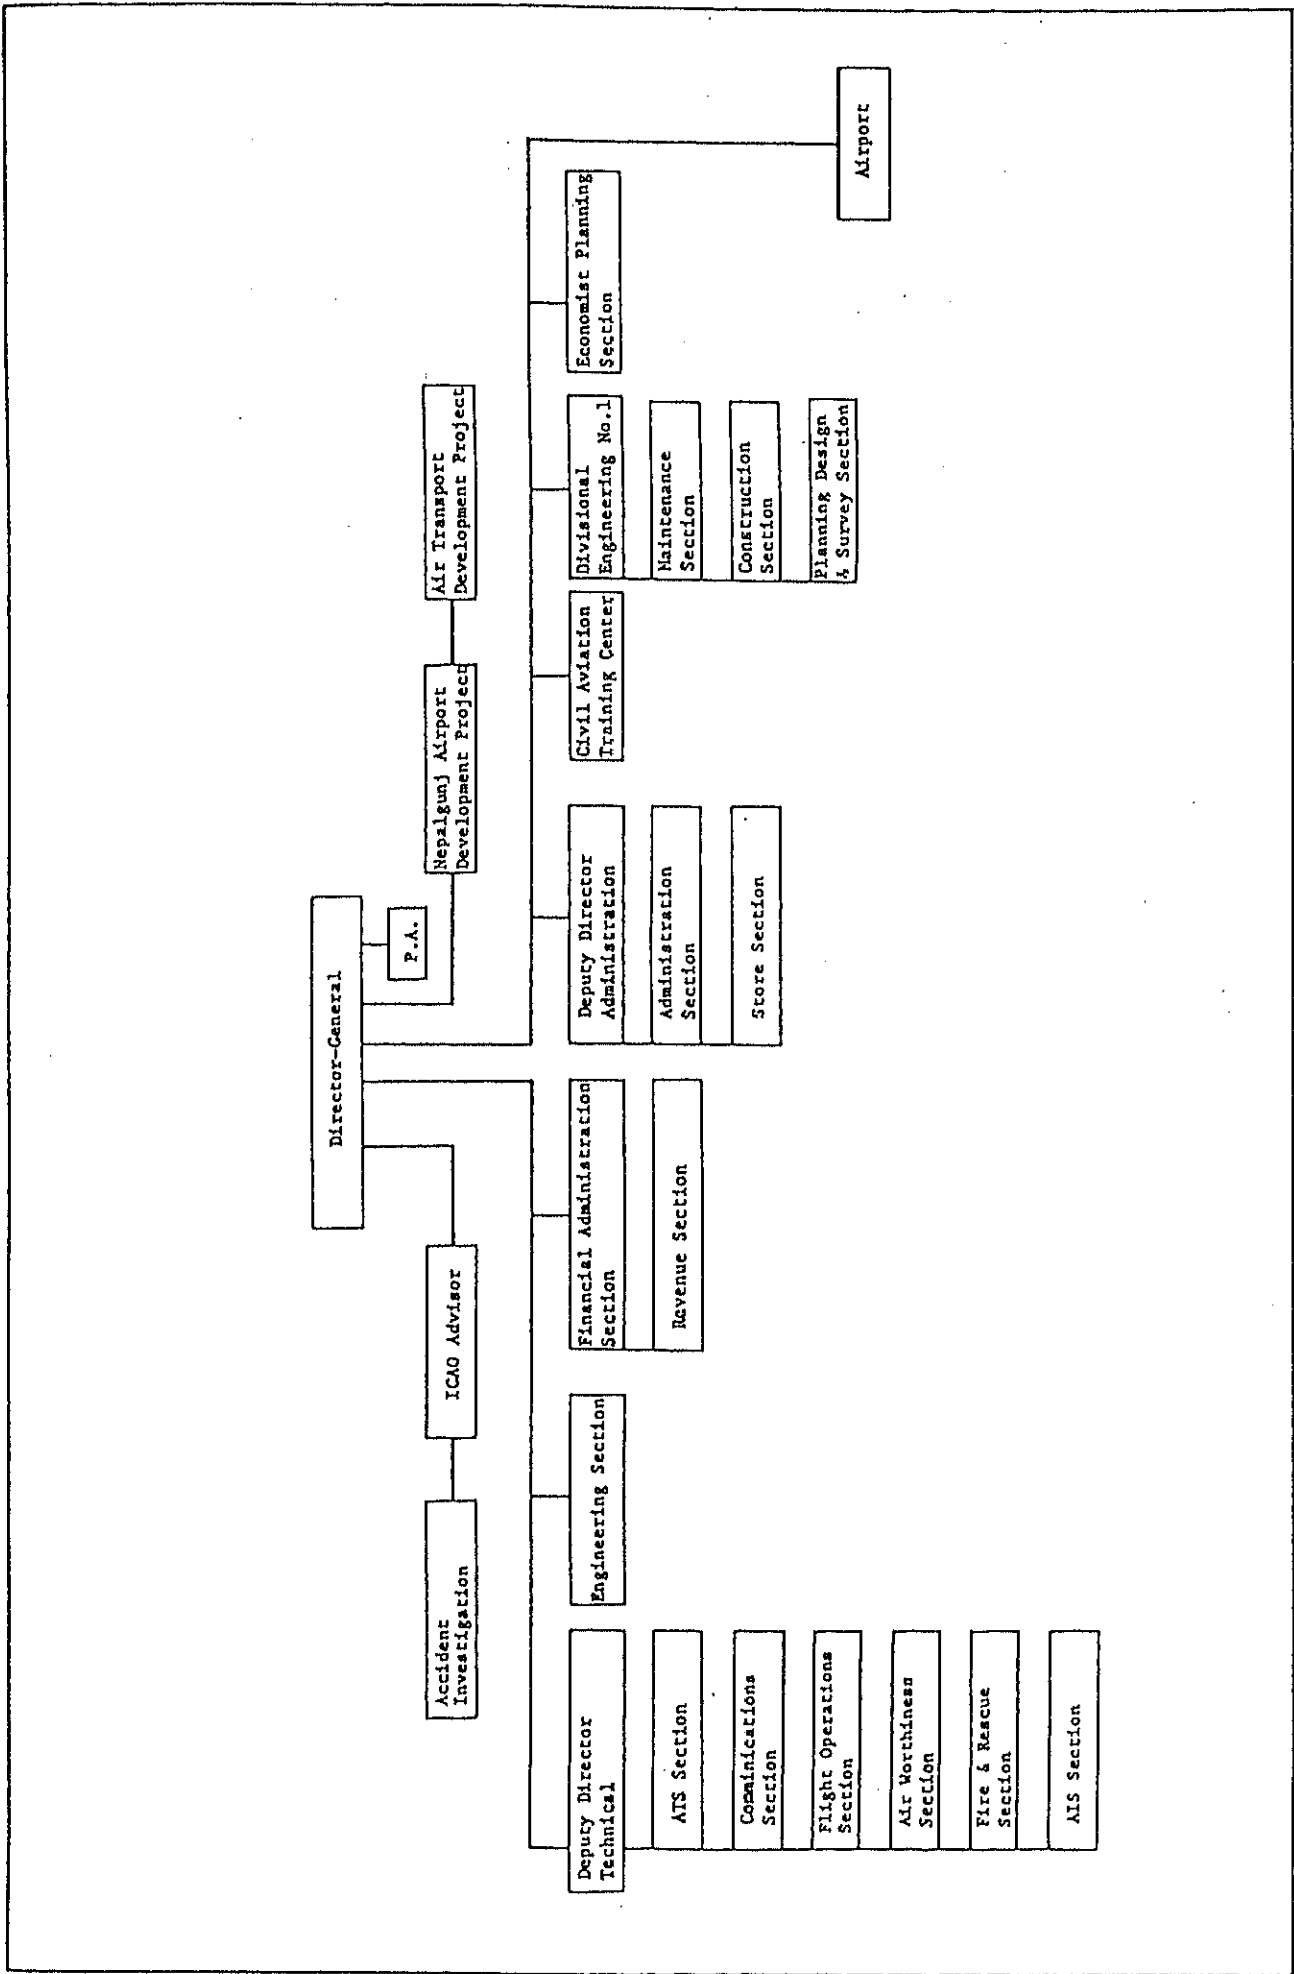 Director-General
P.A.
Accident
Investigation
ICAO Advisor
Nepalgunj Airport
Development Project
Air Transport
Development Project
Deputy Director
Technical
ATS Section
Comminications
Section
Flight Operations
Section
Air Worthiness
Section
Fire & Rescue
Section
AIS Section
Engineering Section
Financial Administration
Section
Revenue Section
Deputy Director
Administration
Administration
Section
Store Section
Civil Aviation
Training Center
Divisional
Engineering No.1
Maintenance
Section
Construction
Section
Planning Design
& Survey Section
Economist Planning
Section
Airport